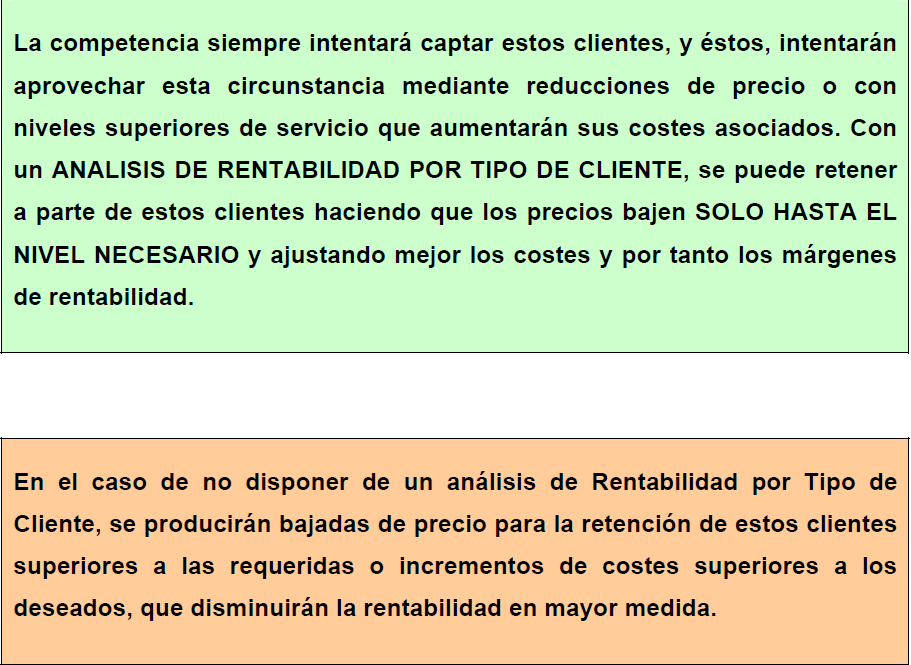 La competencia siempre intentará captar estos clientes, y éstos, intentarán
aprovechar esta circunstancia mediante reducciones de precio o con
niveles superiores de servicio que aumentarán sus costes asociados. Con
un ANALISIS DE RENTABILIDAD POR TIPO DE CLIENTE, se puede retener
a parte de estos clientes haciendo que los precios bajen SOLO HASTA EL
NIVEL NECESARIO y ajustando mejor los costes y por tanto los márgenes
de rentabilidad.
En el caso de no disponer de un análisis de Rentabilidad por Tipo de
Cliente, se producirán bajadas de precio para la retención de estos clientes
superiores a las requeridas o incrementos de costes superiores a los
deseados, que disminuirán la rentabilidad en mayor medida.